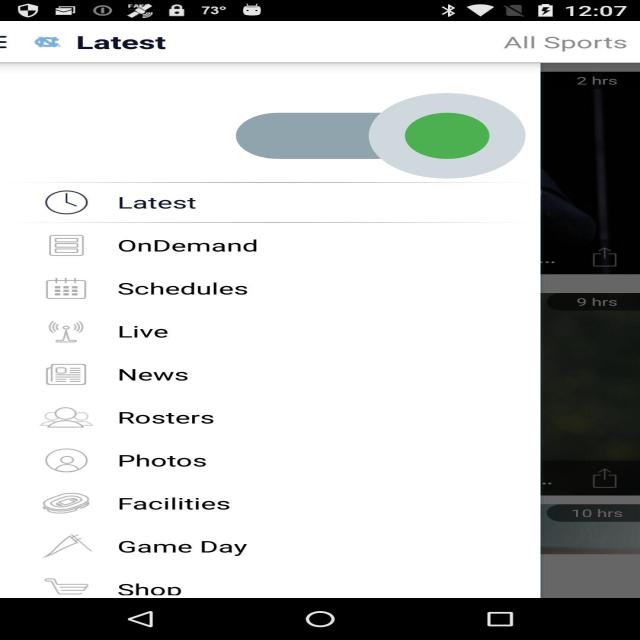 73° 12:07
Latest All Sports
2 hrs
Latest
OnDemand
Schedules
Live
9 hrs
News
Rosters
Photos
Facilities
10 hrs
Game Day
Shop